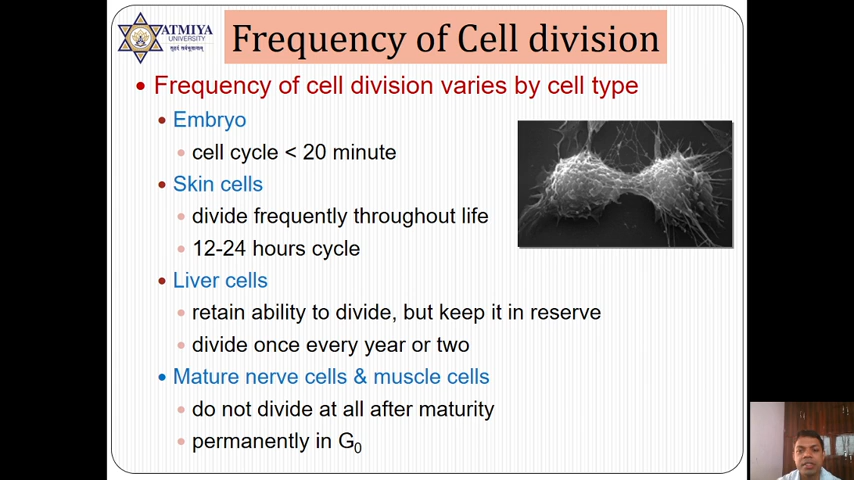 ATMIYA
UNIVERSITY
सुहृदं सर्वभूतानाम्
Frequency of Cell division
• Frequency of cell division varies by cell type
• Embryo
• cell cycle < 20 minute
• Skin cells
• divide frequently throughout life
• 12-24 hours cycle
• Liver cells
• retain ability to divide, but keep it in reserve
• divide once every year or two
• Mature nerve cells & muscle cells
• do not divide at all after maturity
• permanently in G₀